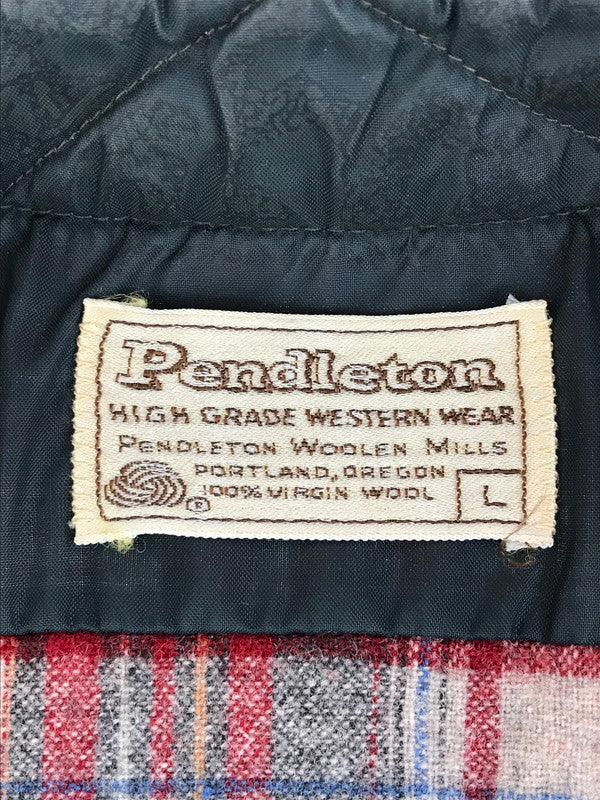 Pendleton
HIGH GRADE WESTERN WEAR
PENDLETON WOOLEN MILLS
PORTLAND, OREGON
® 100% VIRGIN WOOL
L